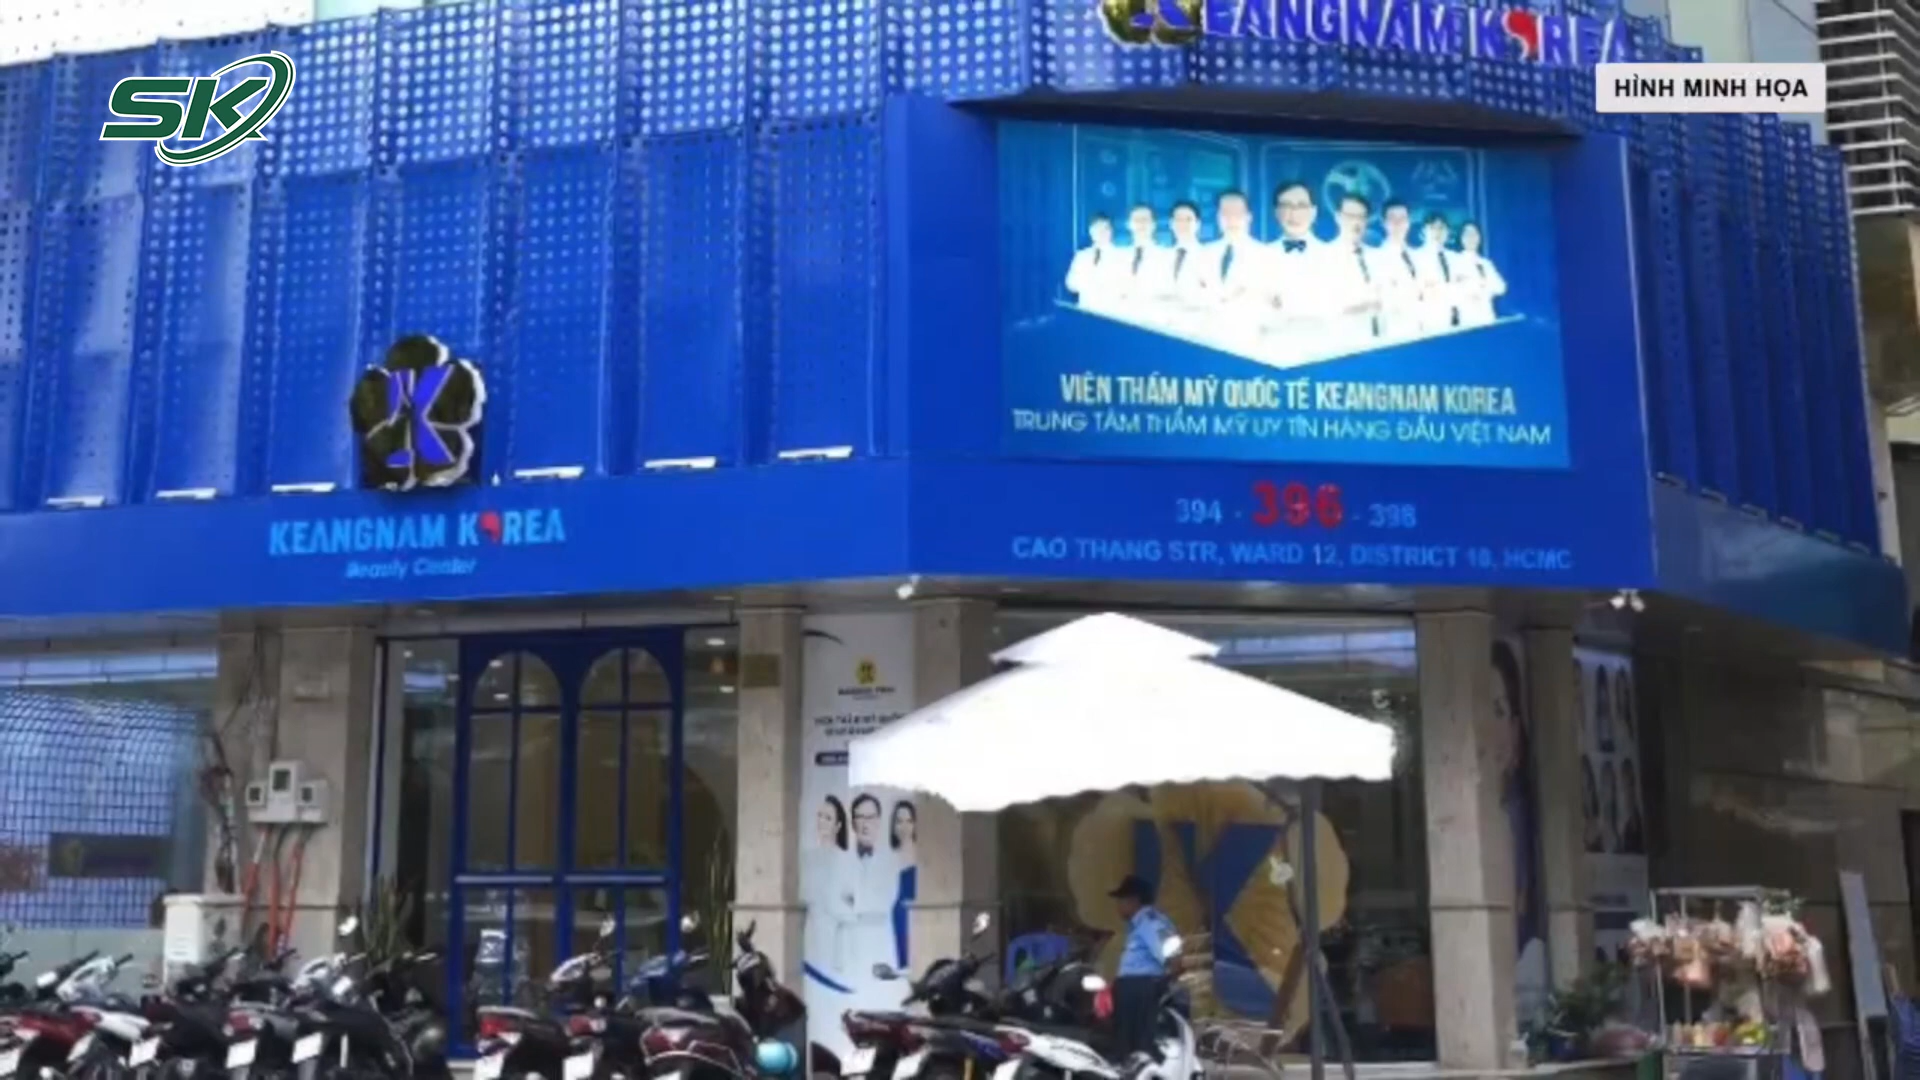 KEANGNAM KOREA
HÌNH MINH HỌA
SK
VIỆN THẨM MỸ QUỐC TẾ KEANGNAM KOREA
TRUNG TÂM THẨM MỸ UY TÍN HÀNG ĐẦU VIỆT NAM
394 - 396 - 398
CAO THANG STR, WARD 12, DISTRICT 10, HCMC
K
KEANGNAM KOREA
Beauty Center
K